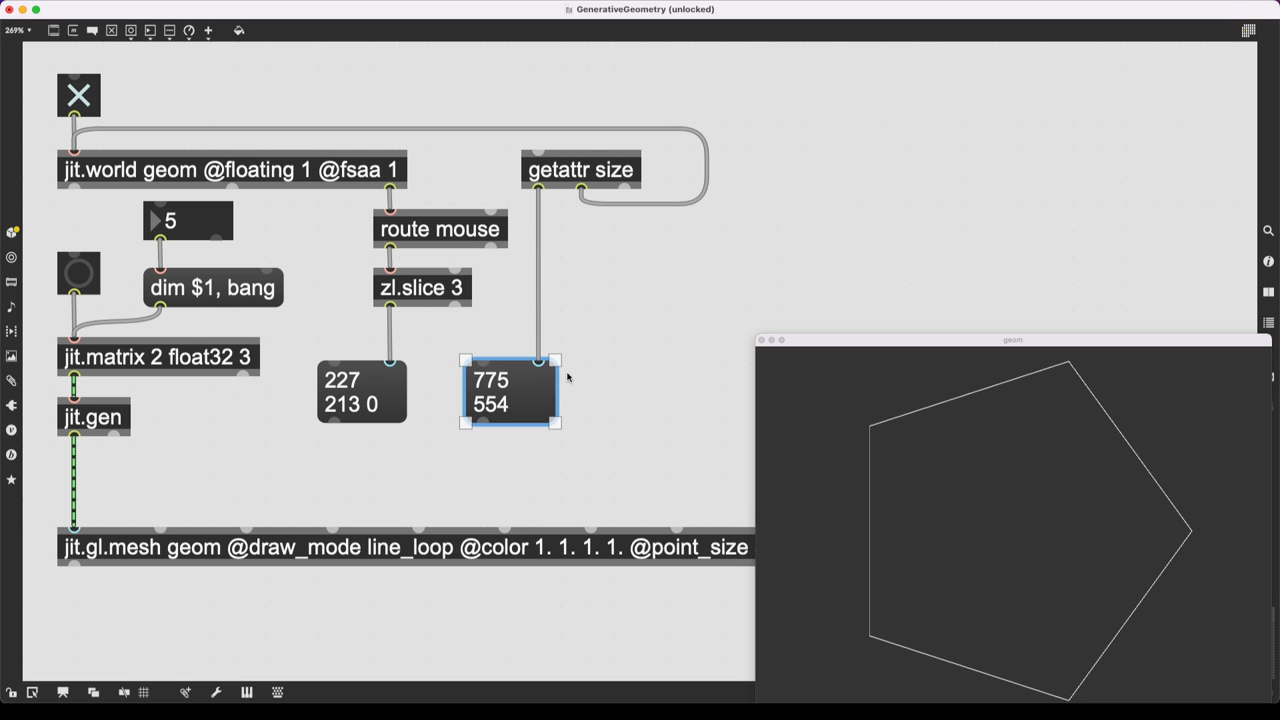 GenerativeGeometry (unlocked)
269%
jit.world geom @floating 1 @fsaa 1
getattr size
5
route mouse
dim $1, bang
zl.slice 3
jit.matrix 2 float32 3
227
213 0
775
554
jit.gen
geom
jit.gl.mesh geom @draw_mode line_loop @color 1. 1. 1. 1. @point_size